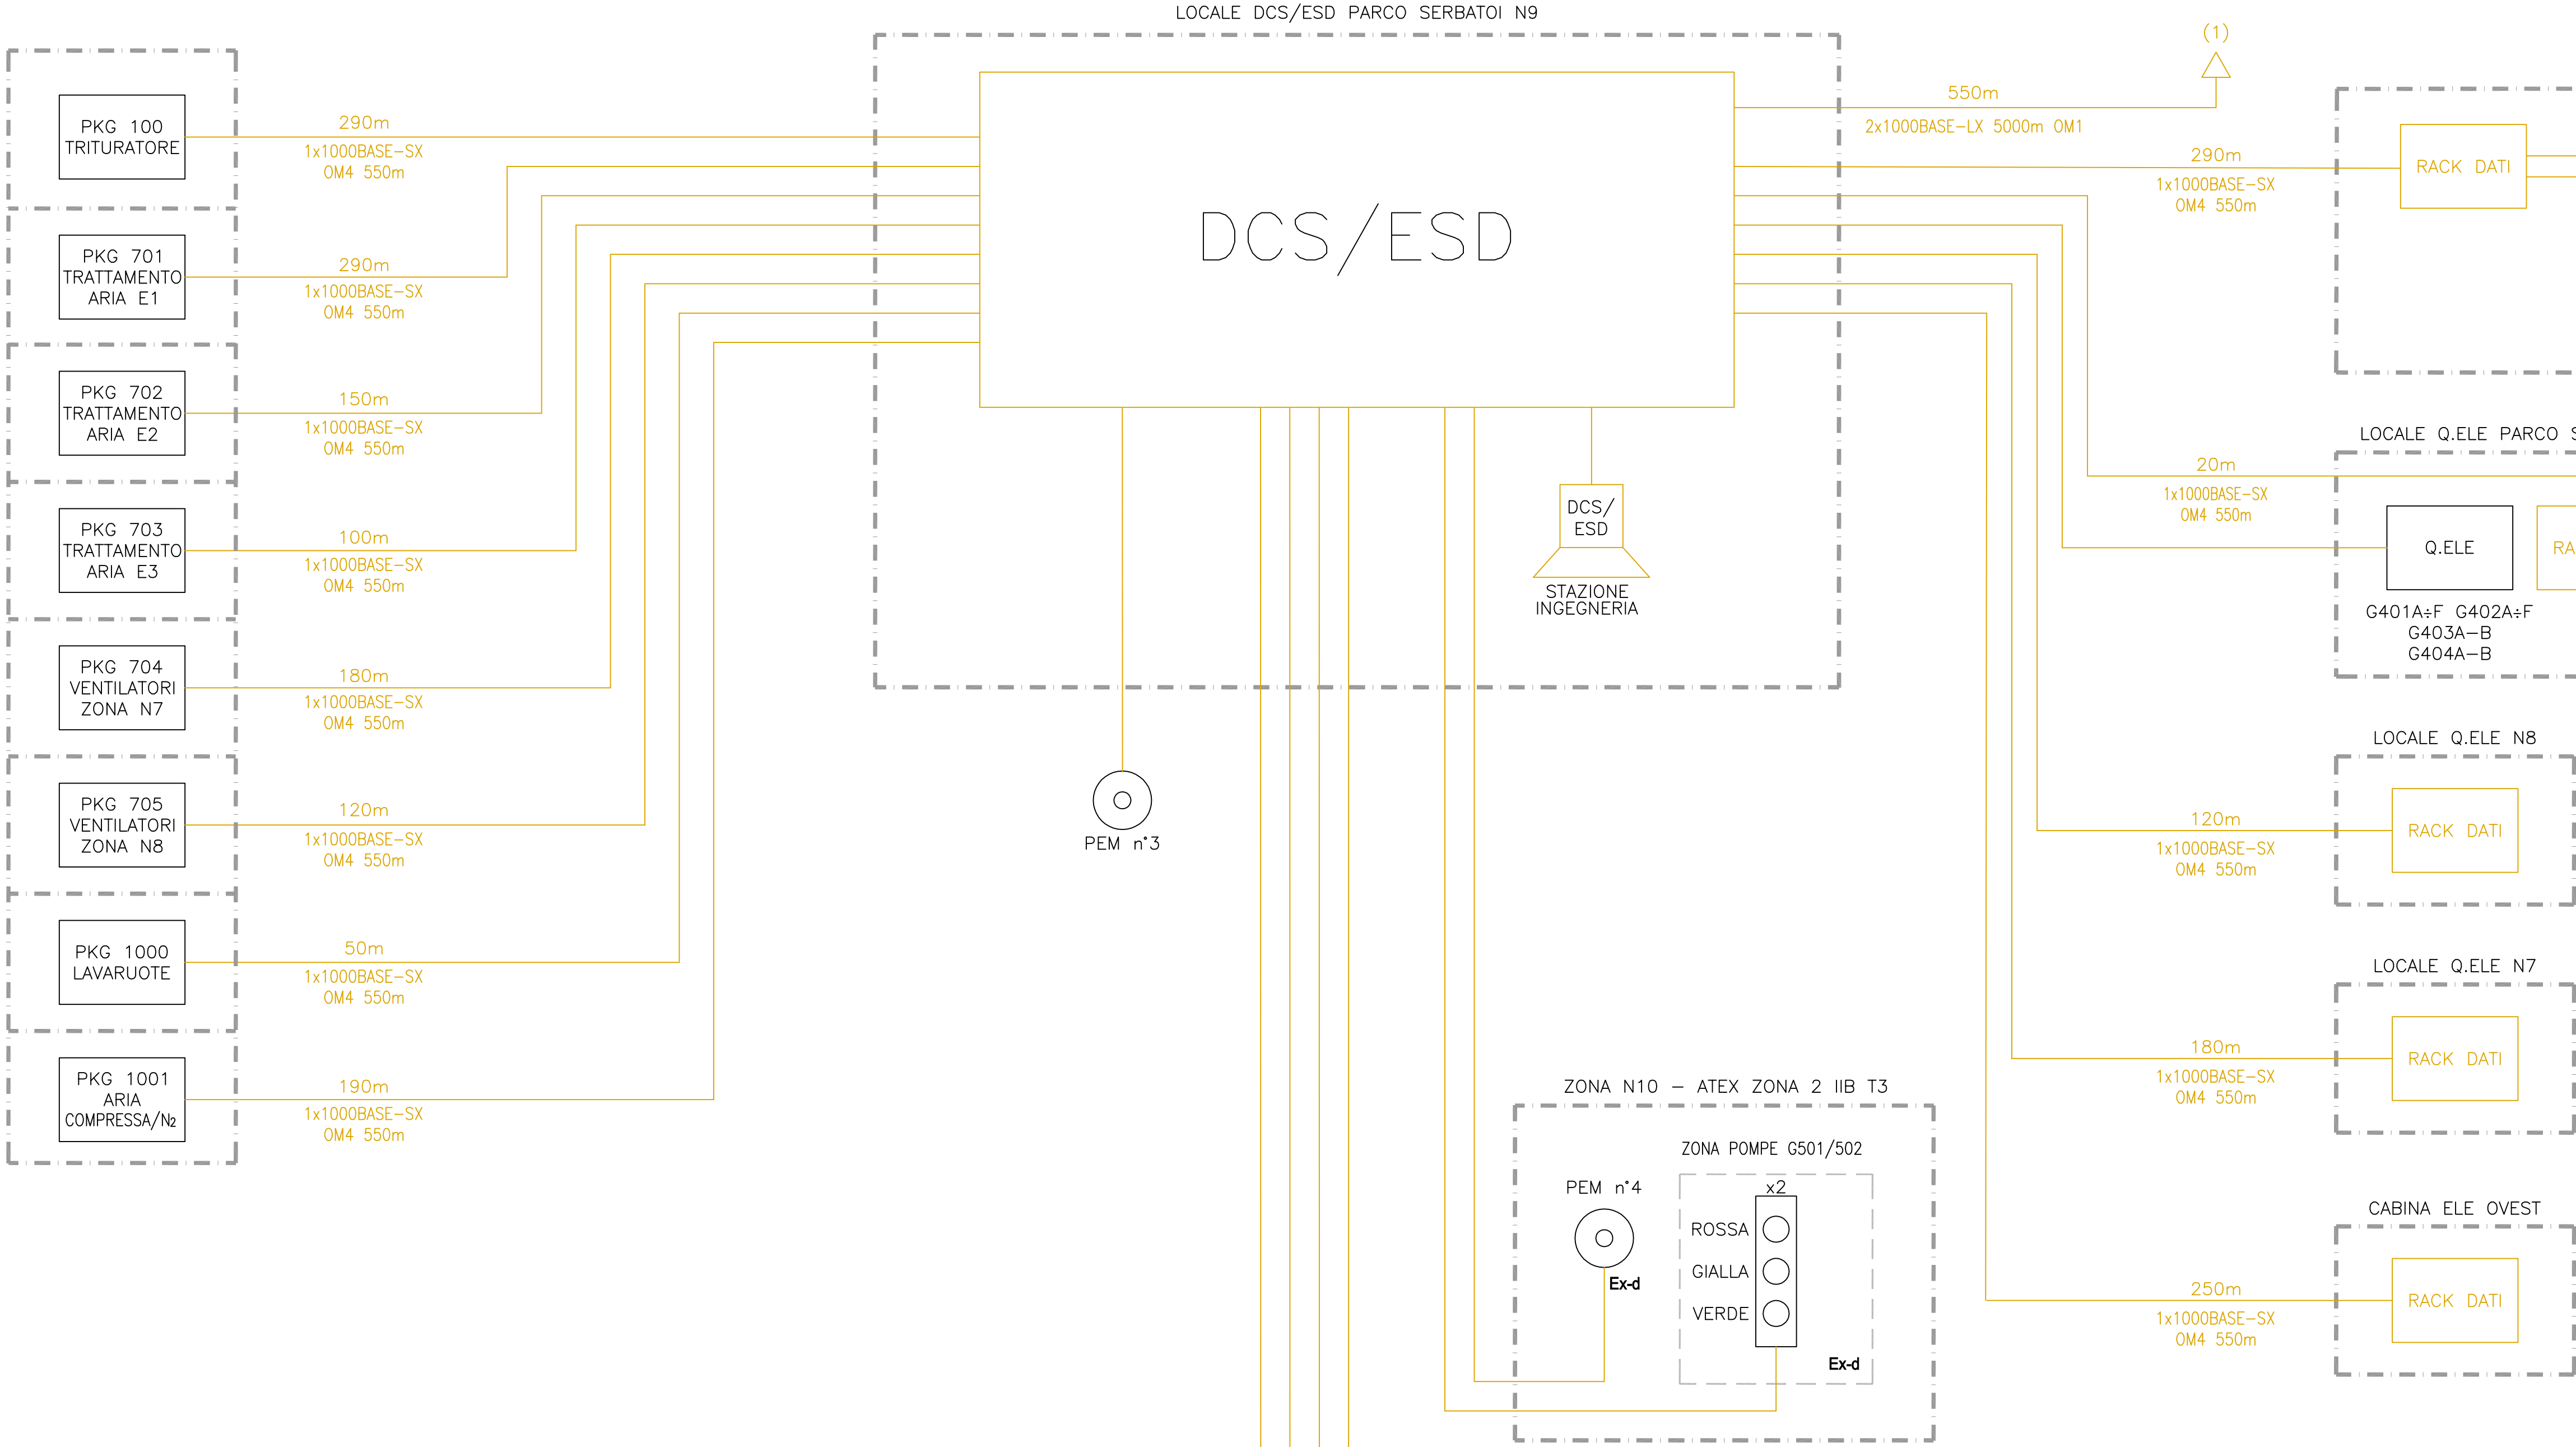 LOCALE DCS/ESD PARCO SERBATOI N9
PKG 100
TRITURATORE
290m
1x1000BASE-SX
OM4 550m
PKG 701
TRATTAMENTO
ARIA E1
290m
1x1000BASE-SX
OM4 550m
PKG 702
TRATTAMENTO
ARIA E2
150m
1x1000BASE-SX
OM4 550m
PKG 703
TRATTAMENTO
ARIA E3
100m
1x1000BASE-SX
OM4 550m
PKG 704
VENTILATORI
ZONA N7
180m
1x1000BASE-SX
OM4 550m
PKG 705
VENTILATORI
ZONA N8
120m
1x1000BASE-SX
OM4 550m
PKG 1000
LAVARUOTE
50m
1x1000BASE-SX
OM4 550m
PKG 1001
ARIA
COMPRESSA/N2
190m
1x1000BASE-SX
OM4 550m
DCS/ESD
DCS/
ESD
STAZIONE
INGEGNERIA
PEM n°3
ZONA N10 - ATEX ZONA 2 IIB T3
ZONA POMPE G501/502
PEM n°4
Ex-d
x2
ROSSA
GIALLA
VERDE
Ex-d
(1)
550m
2x1000BASE-LX 5000m OM1
290m
1x1000BASE-SX
OM4 550m
RACK DATI
LOCALE Q.ELE PARCO S
20m
1x1000BASE-SX
OM4 550m
Q.ELE
RA
G401A÷F G402A÷F
G403A-B
G404A-B
LOCALE Q.ELE N8
120m
1x1000BASE-SX
OM4 550m
RACK DATI
LOCALE Q.ELE N7
180m
1x1000BASE-SX
OM4 550m
RACK DATI
CABINA ELE OVEST
250m
1x1000BASE-SX
OM4 550m
RACK DATI